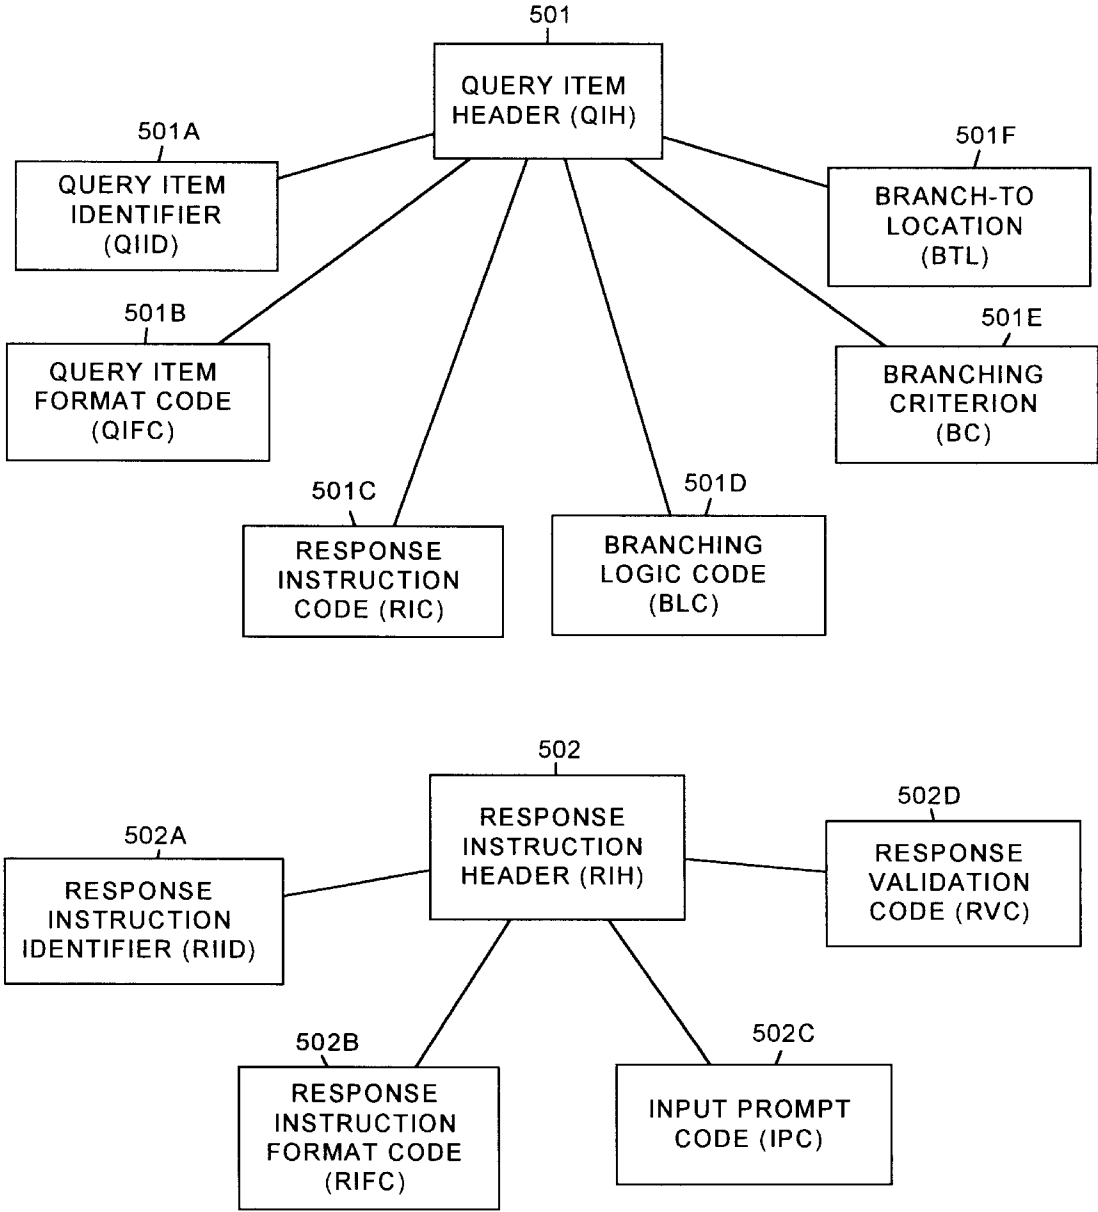 501
QUERY ITEM
HEADER (QIH)
501A
QUERY ITEM
IDENTIFIER
(QIID)
501F
BRANCH-TO
LOCATION
(BTL)
501B
QUERY ITEM
FORMAT CODE
(QIFC)
501E
BRANCHING
CRITERION
(BC)
501C
RESPONSE
INSTRUCTION
CODE (RIC)
501D
BRANCHING
LOGIC CODE
(BLC)
502
RESPONSE
INSTRUCTION
HEADER (RIH)
502A
RESPONSE
INSTRUCTION
IDENTIFIER (RIID)
502D
RESPONSE
VALIDATION
CODE (RVC)
502B
RESPONSE
INSTRUCTION
FORMAT CODE
(RIFC)
502C
INPUT PROMPT
CODE (IPC)